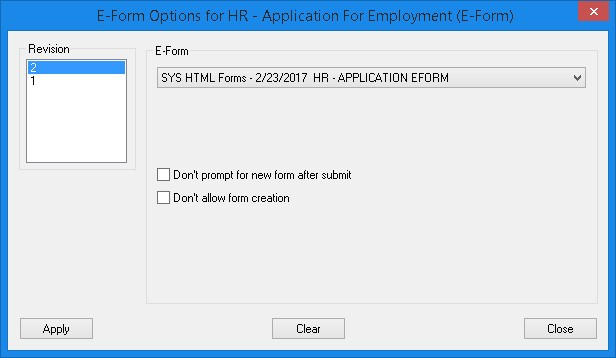 E-Form Options for HR - Application For Employment (E-Form)
Revision
2
1
E-Form
SYS HTML Forms - 2/23/2017 HR - APPLICATION EFORM
Don't prompt for new form after submit
Don't allow form creation
Apply
Clear
Close